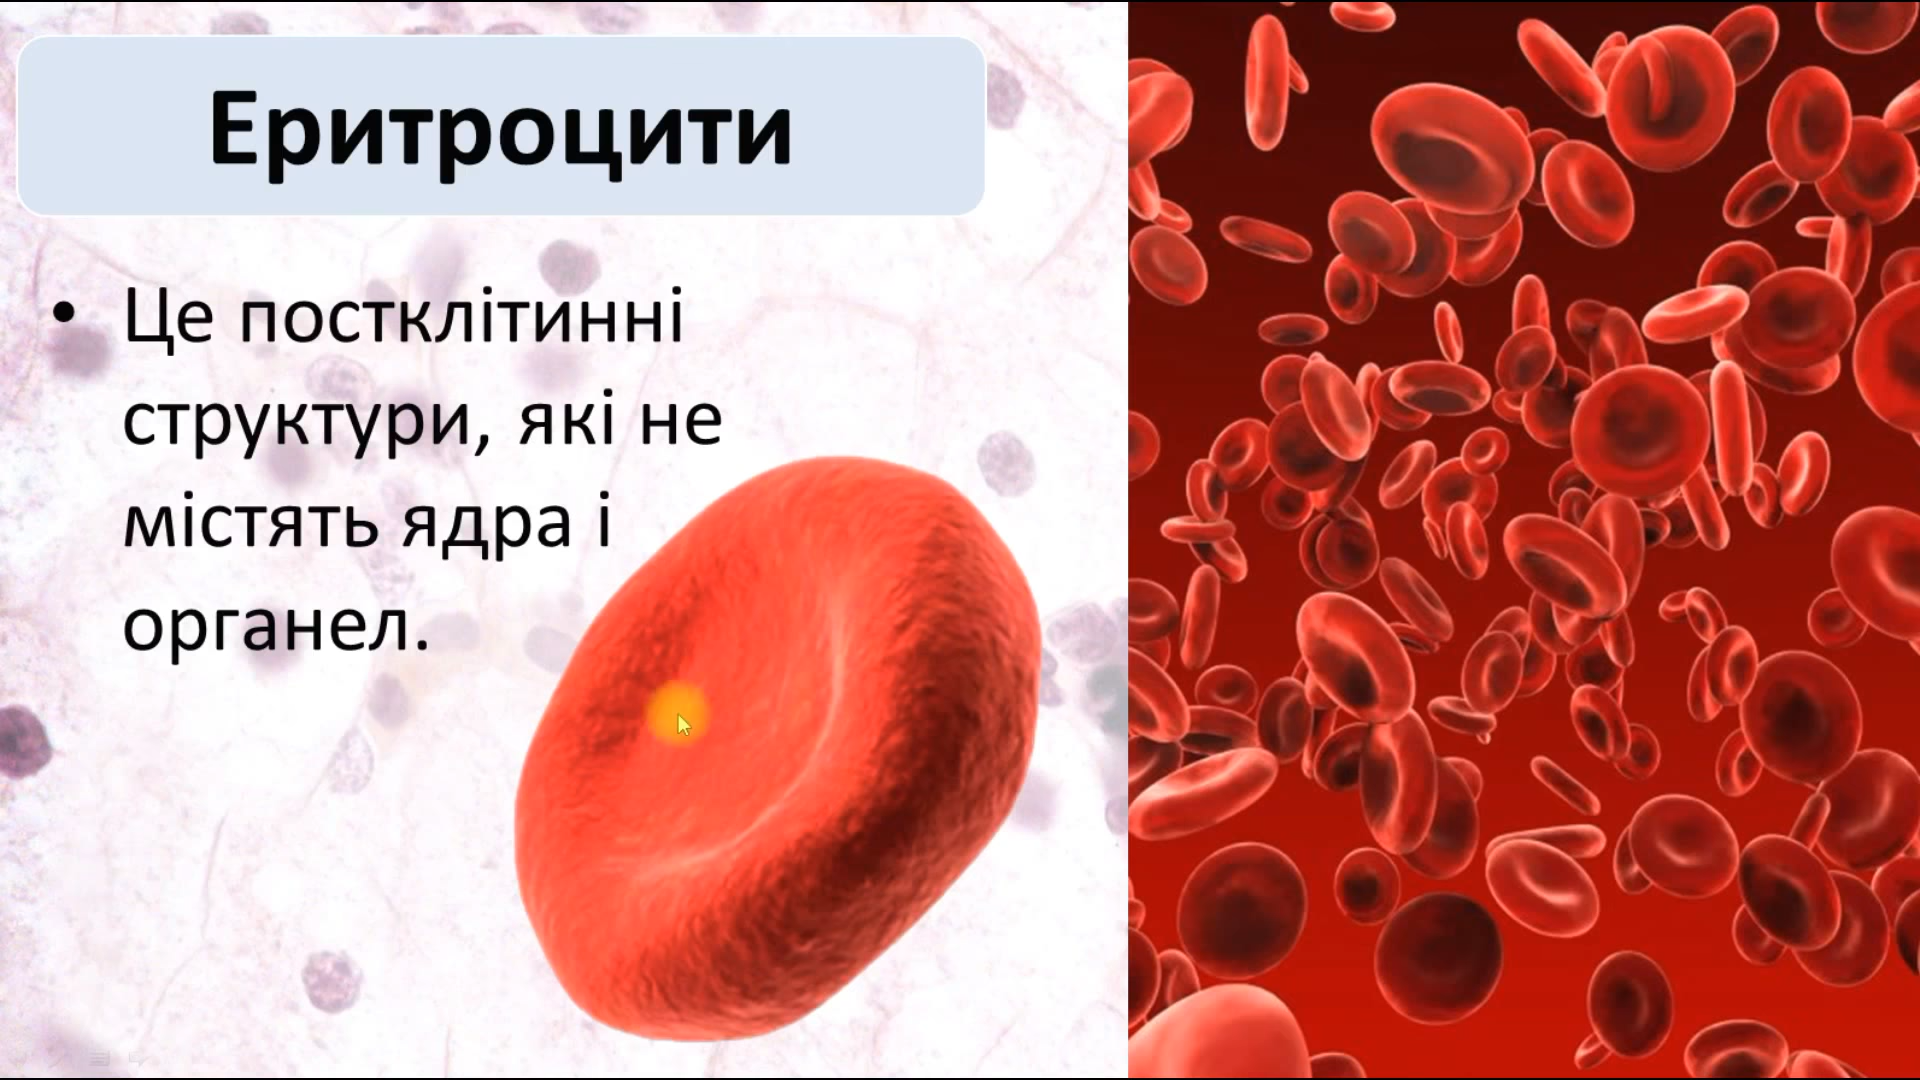 Еритроцити
• Це постклітинні
структури, які не
містять ядра і
органел.